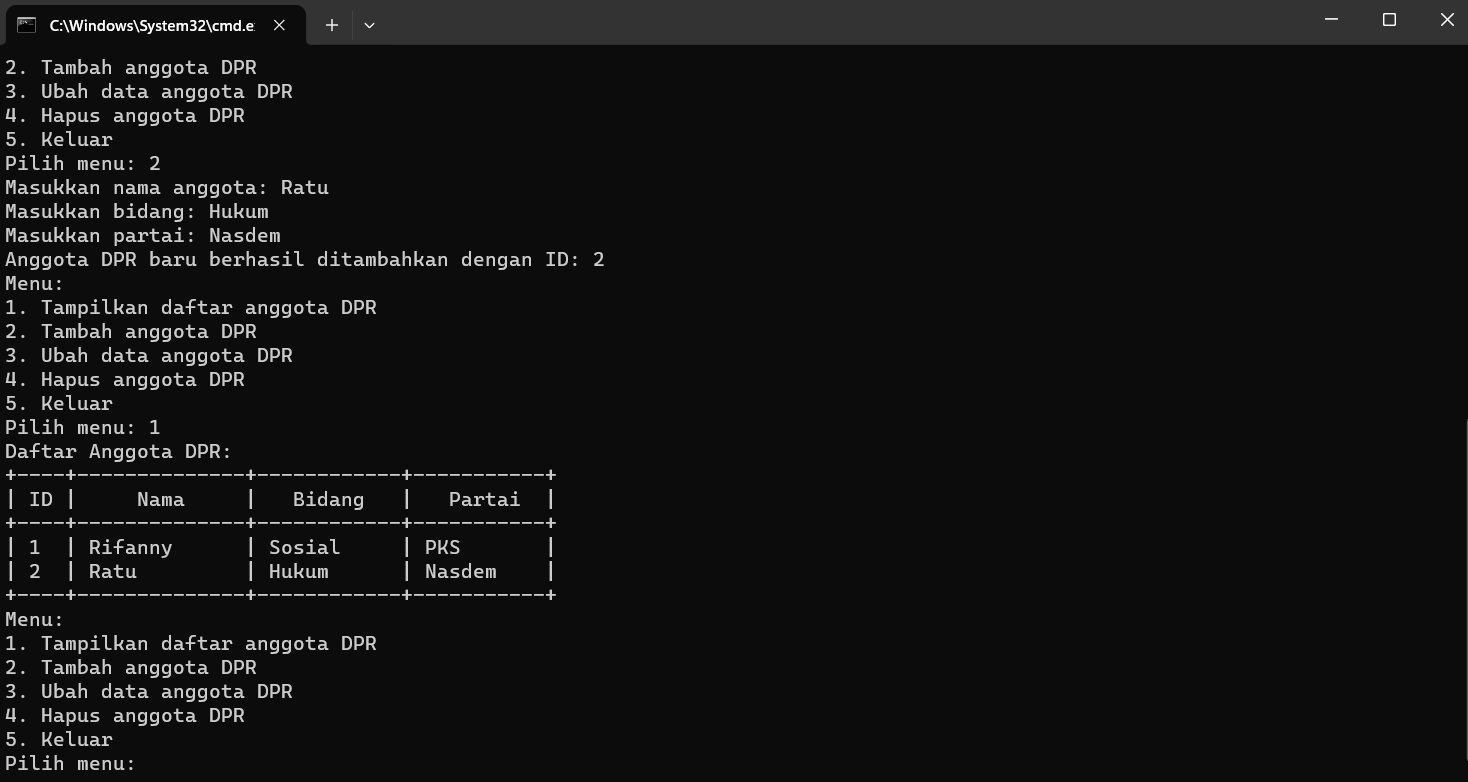 C:\Windows\System32\cmd.e
2. Tambah anggota DPR
3. Ubah data anggota DPR
4. Hapus anggota DPR
5. Keluar
Pilih menu: 2
Masukkan nama anggota: Ratu
Masukkan bidang: Hukum
Masukkan partai: Nasdem
Anggota DPR baru berhasil ditambahkan dengan ID: 2
Menu:
1. Tampilkan daftar anggota DPR
2. Tambah anggota DPR
3. Ubah data anggota DPR
4. Hapus anggota DPR
5. Keluar
Pilih menu: 1
Daftar Anggota DPR:
+----+--------------+------------+-----------+
| ID |     Nama     |   Bidang   |   Partai  |
+----+--------------+------------+-----------+
| 1  | Rifanny      | Sosial     | PKS       |
| 2  | Ratu         | Hukum      | Nasdem    |
+----+--------------+------------+-----------+
Menu:
1. Tampilkan daftar anggota DPR
2. Tambah anggota DPR
3. Ubah data anggota DPR
4. Hapus anggota DPR
5. Keluar
Pilih menu: